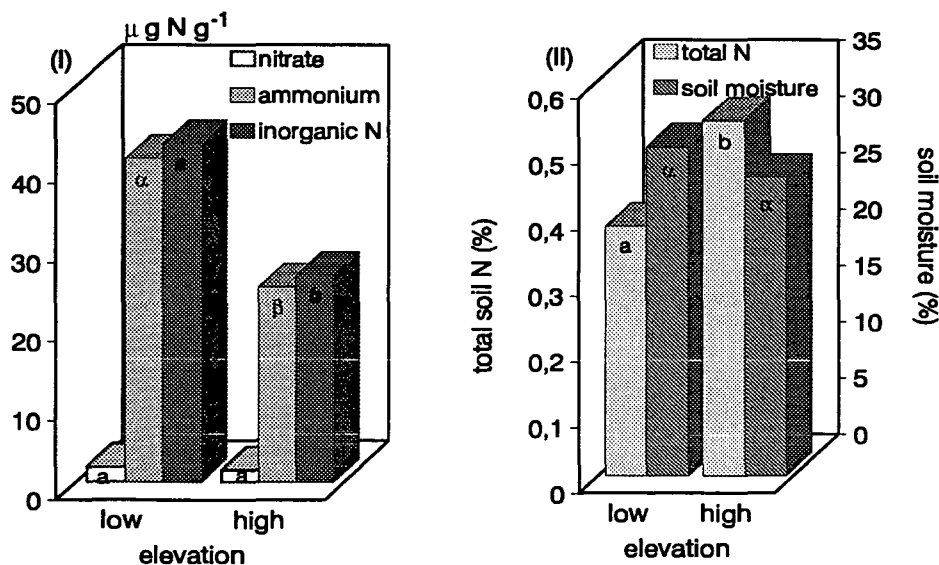 μ g N g⁻¹
(I)
nitrate
ammonium
inorganic N
50
40
30
20
10
0
α
a
β
b
a
a
low
high
elevation
(II)
total N
soil moisture
0,6
0,5
0,4
0,3
0,2
0,1
0
total soil N (%)
a
α
b
α
35
30
25
20
15
10
5
0
soil moisture (%)
low
high
elevation